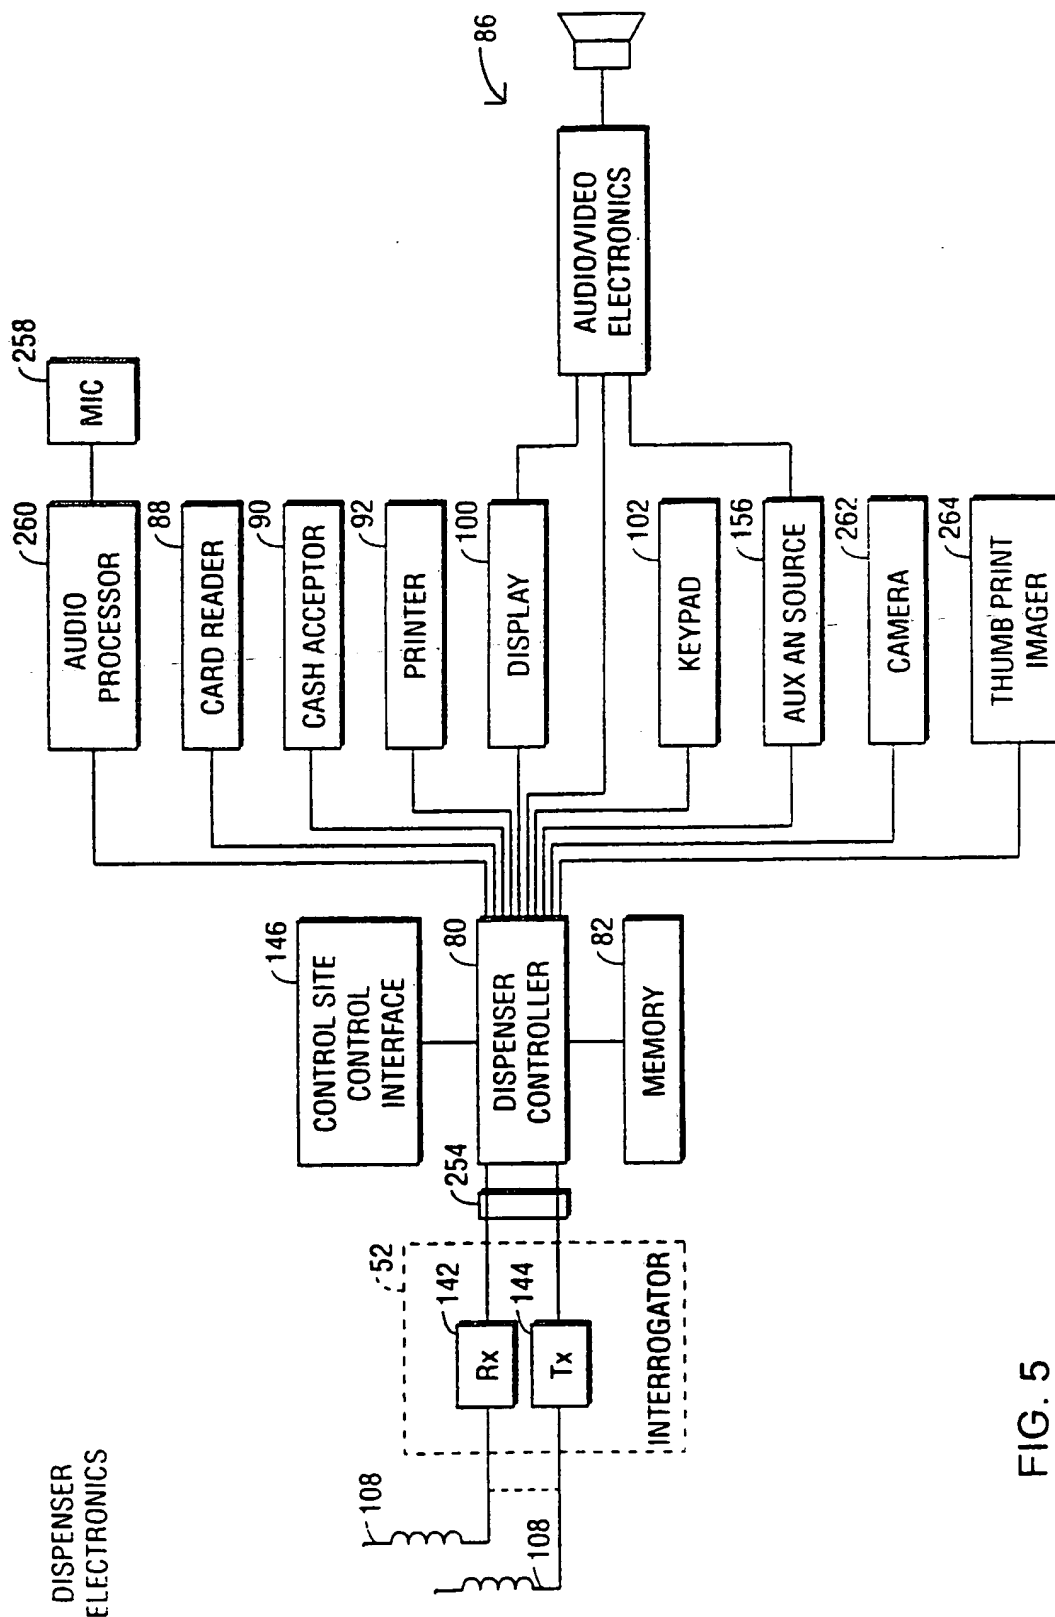 DISPENSER
ELECTRONICS
108
108
52
142
Rx
144
Tx
INTERROGATOR
254
146
CONTROL SITE
CONTROL
INTERFACE
80
DISPENSER
CONTROLLER
82
MEMORY
260
AUDIO
PROCESSOR
258
MIC
88
CARD READER
90
CASH ACCEPTOR
92
PRINTER
100
DISPLAY
102
KEYPAD
156
AUX AN SOURCE
262
CAMERA
264
THUMB PRINT
IMAGER
AUDIO/VIDEO
ELECTRONICS
86
FIG. 5